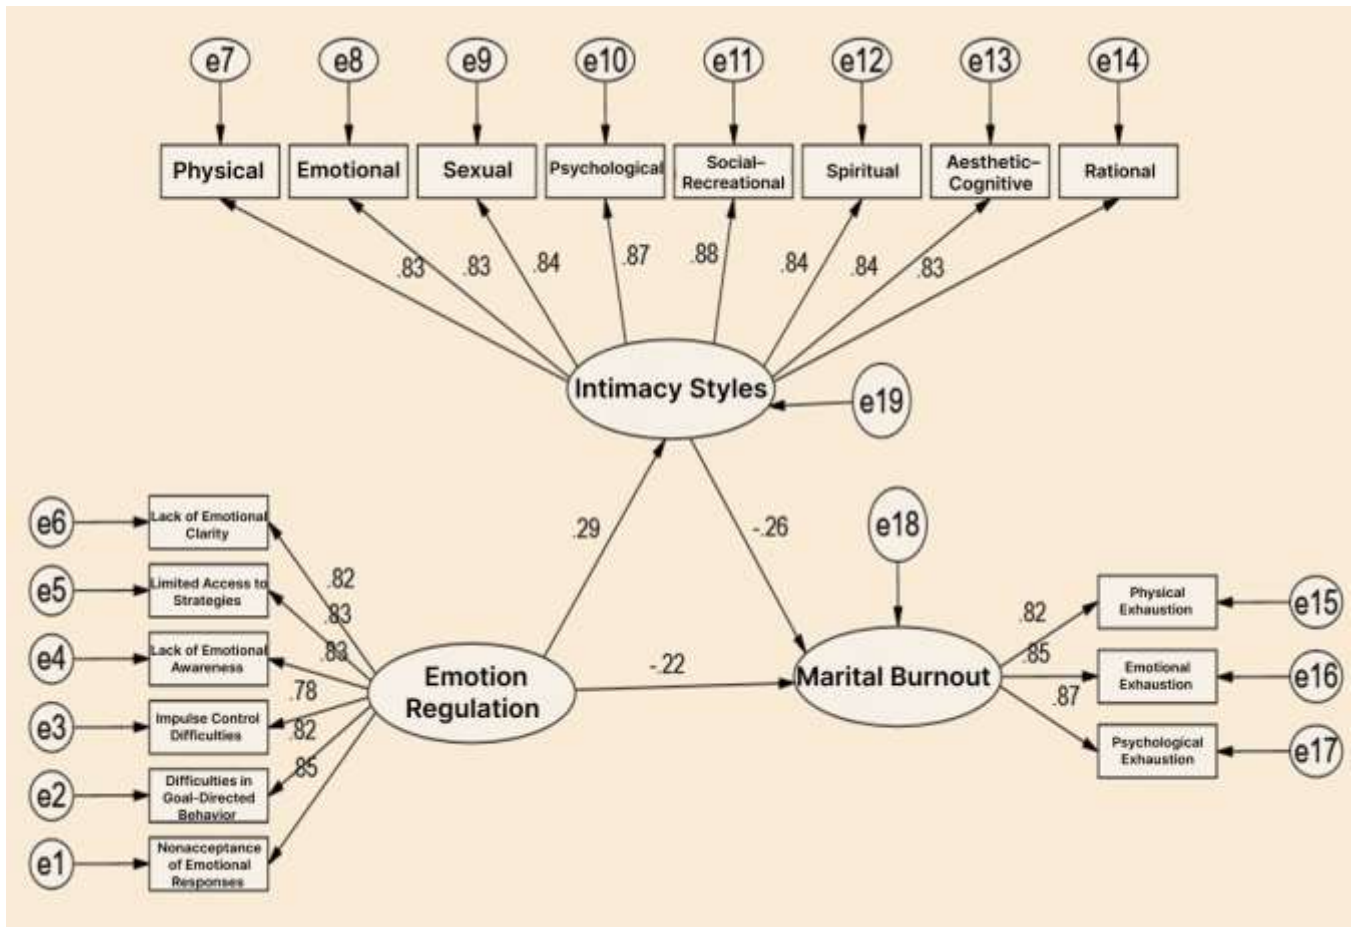 e7 e8 e9 e10 e11 e12 e13 e14
Physical
Emotional
Sexual
Psychological
Social–
Recreational
Spiritual
Aesthetic–
Cognitive
Rational
.83 .83 .84 .87 .88 .84 .84 .83
Intimacy Styles
e19
.29
-.26
e18
e6
Lack of Emotional
Clarity
e5
Limited Access to
Strategies
e4
Lack of Emotional
Awareness
e3
Impulse Control
Difficulties
e2
Difficulties in
Goal-Directed
Behavior
e1
Nonacceptance
of Emotional
Responses
.82
.83
.83
.78
.82
.85
Emotion
Regulation
-.22
Marital Burnout
.82
.85
.87
Physical
Exhaustion
e15
Emotional
Exhaustion
e16
Psychological
Exhaustion
e17